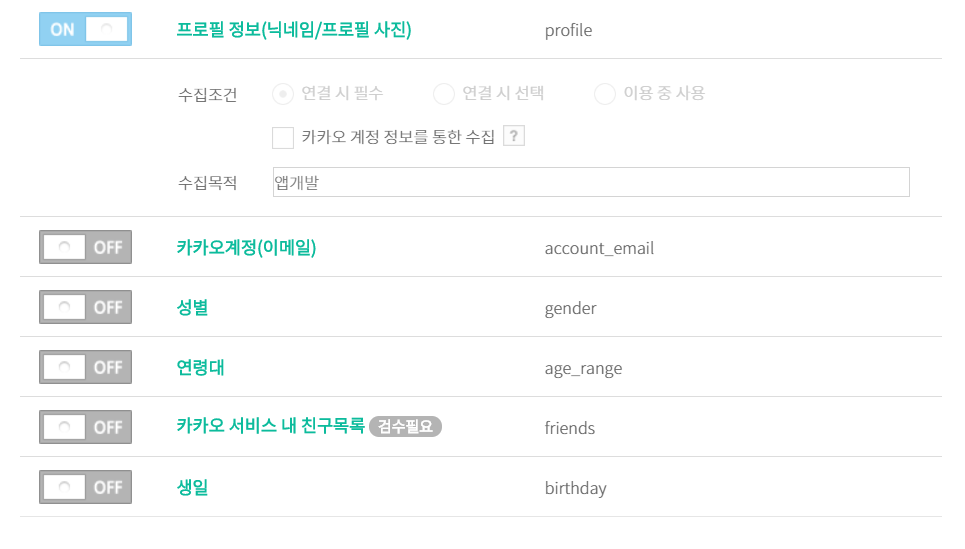 ON 프로필 정보(닉네임/프로필 사진) profile
수집조건 연결 시 필수 연결 시 선택 이용 중 사용
카카오 계정 정보를 통한 수집 ?
수집목적 앱개발
OFF 카카오계정(이메일) account_email
OFF 성별 gender
OFF 연령대 age_range
OFF 카카오 서비스 내 친구목록 검수필요 friends
OFF 생일 birthday